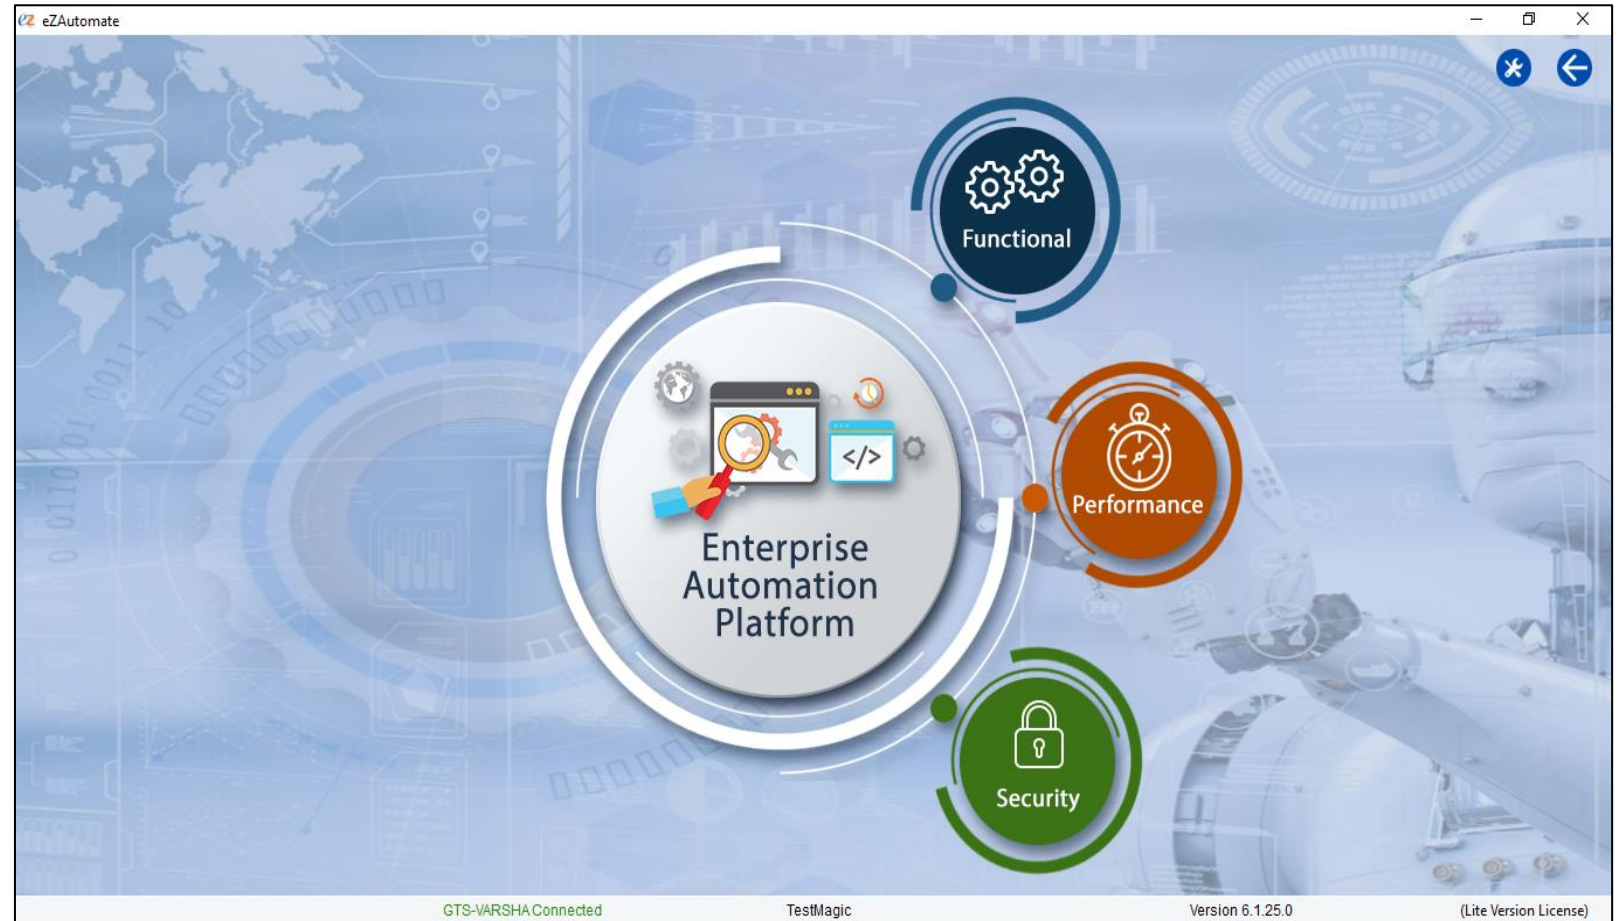 eZ eZAutomate
Functional
</>
Performance
Enterprise
Automation
Platform
Security
GTS-VARSHA Connected
TestMagic
Version 6.1.25.0
(Lite Version License)